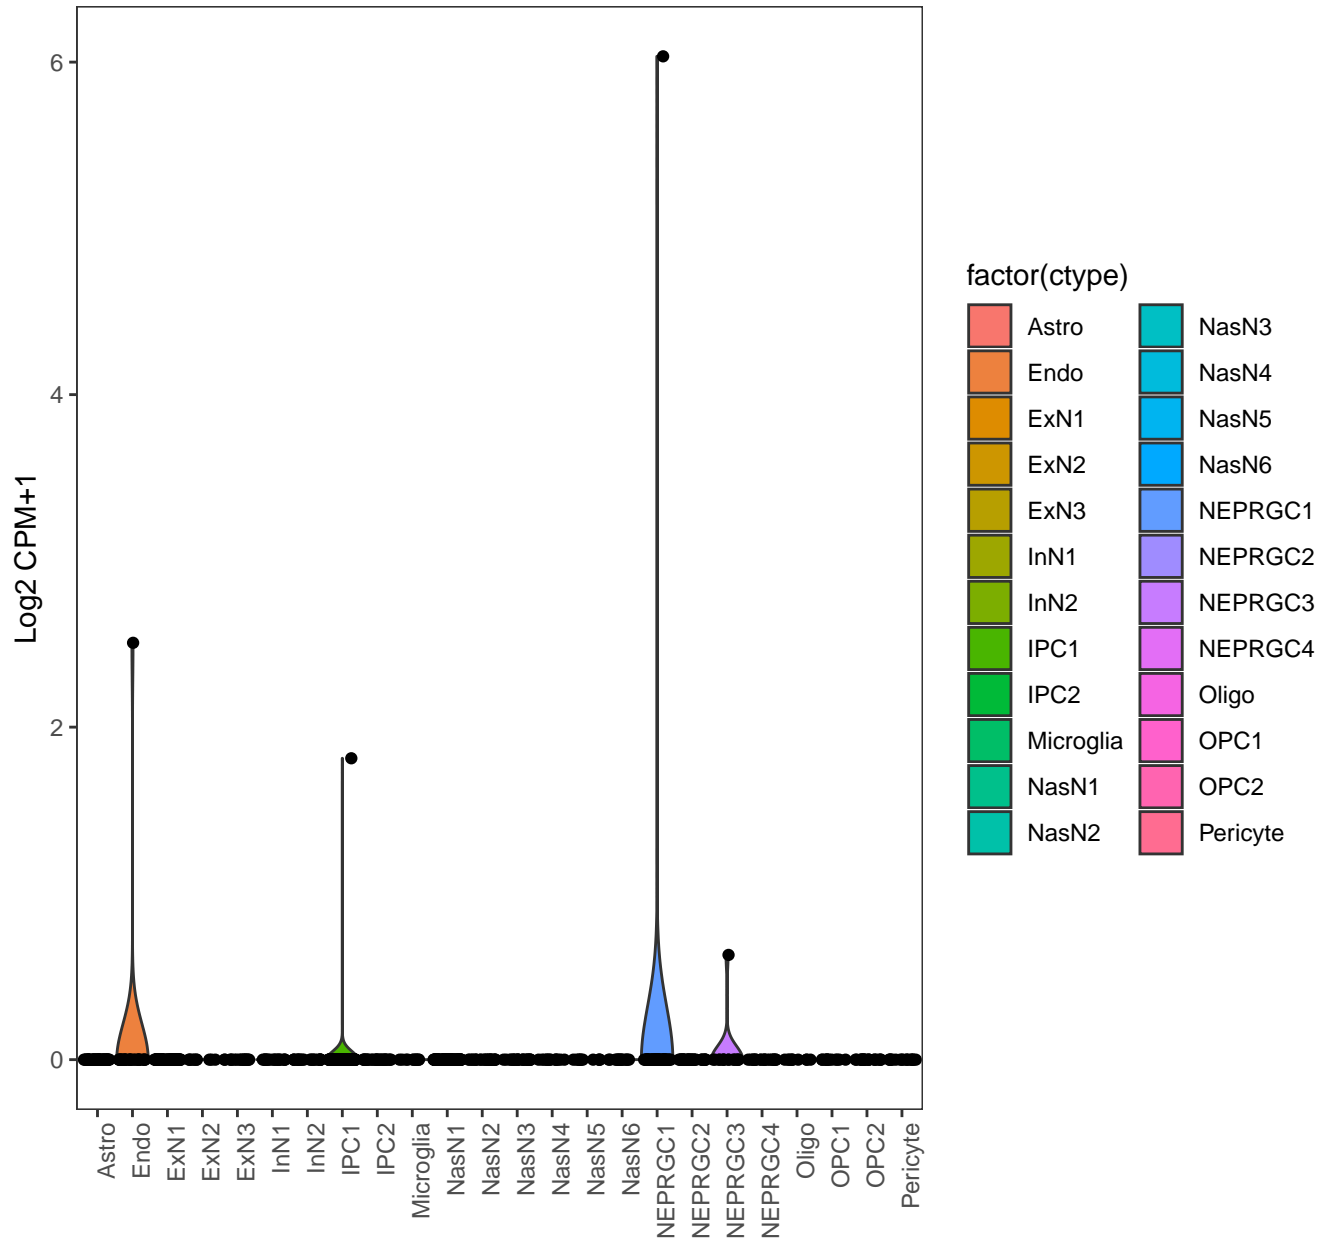 6
4
2
0
Log2 CPM+1
Astro
Endo
ExN1
ExN2
ExN3
InN1
InN2
IPC1
IPC2
Microglia
NasN1
NasN2
NasN3
NasN4
NasN5
NasN6
NEPRGC1
NEPRGC2
NEPRGC3
NEPRGC4
Oligo
OPC1
OPC2
Pericyte
factor(ctype)
Astro
Endo
ExN1
ExN2
ExN3
InN1
InN2
IPC1
IPC2
Microglia
NasN1
NasN2
NasN3
NasN4
NasN5
NasN6
NEPRGC1
NEPRGC2
NEPRGC3
NEPRGC4
Oligo
OPC1
OPC2
Pericyte